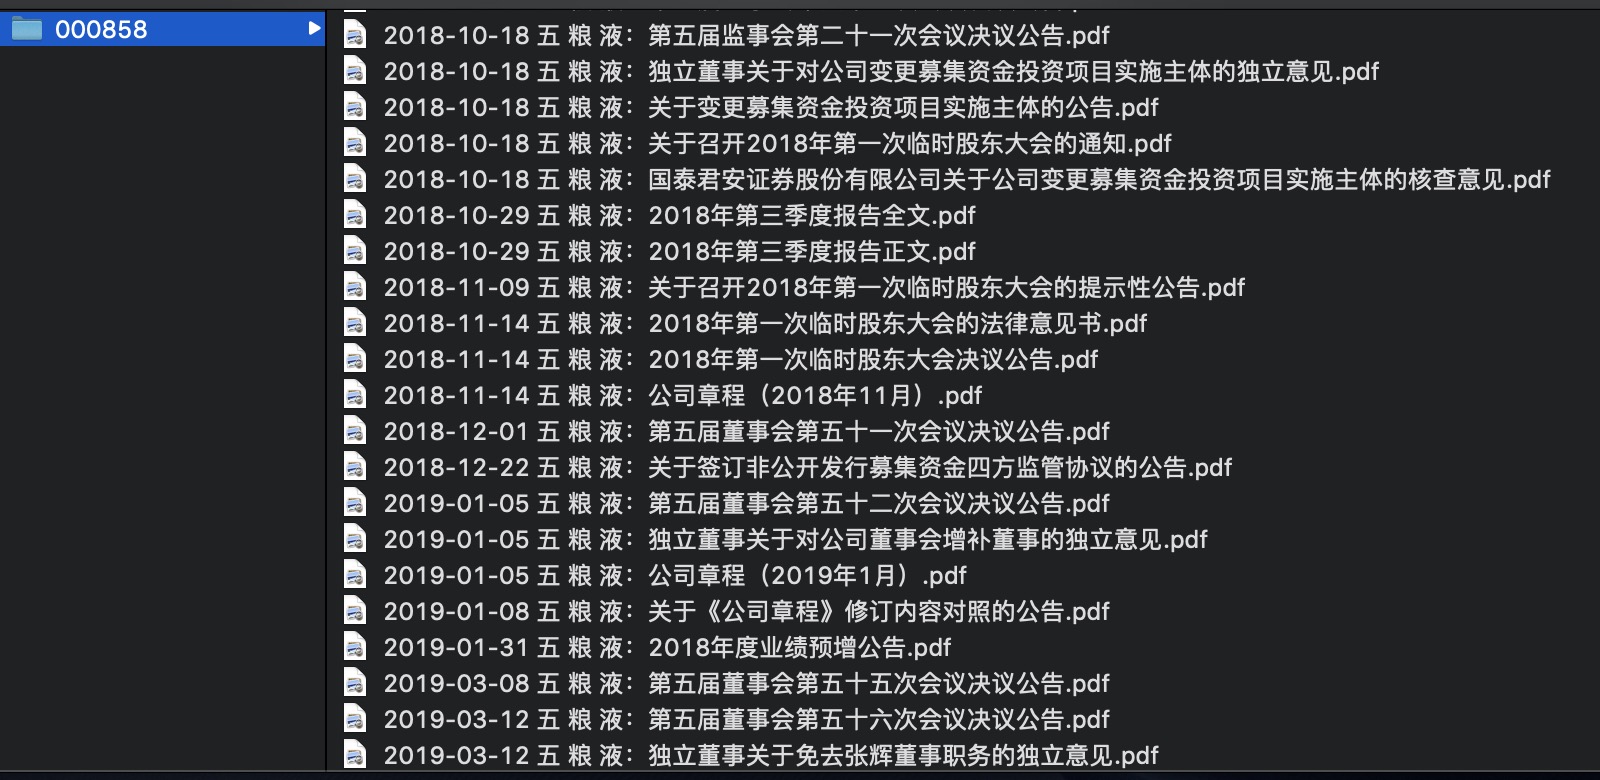 000858
2018-10-18 五 粮 液：第五届监事会第二十一次会议决议公告.pdf
2018-10-18 五 粮 液：独立董事关于对公司变更募集资金投资项目实施主体的独立意见.pdf
2018-10-18 五 粮 液：关于变更募集资金投资项目实施主体的公告.pdf
2018-10-18 五 粮 液：关于召开2018年第一次临时股东大会的通知.pdf
2018-10-18 五 粮 液：国泰君安证券股份有限公司关于公司变更募集资金投资项目实施主体的核查意见.pdf
2018-10-29 五 粮 液：2018年第三季度报告全文.pdf
2018-10-29 五 粮 液：2018年第三季度报告正文.pdf
2018-11-09 五 粮 液：关于召开2018年第一次临时股东大会的提示性公告.pdf
2018-11-14 五 粮 液：2018年第一次临时股东大会的法律意见书.pdf
2018-11-14 五 粮 液：2018年第一次临时股东大会决议公告.pdf
2018-11-14 五 粮 液：公司章程（2018年11月）.pdf
2018-12-01 五 粮 液：第五届董事会第五十一次会议决议公告.pdf
2018-12-22 五 粮 液：关于签订非公开发行募集资金四方监管协议的公告.pdf
2019-01-05 五 粮 液：第五届董事会第五十二次会议决议公告.pdf
2019-01-05 五 粮 液：独立董事关于对公司董事会增补董事的独立意见.pdf
2019-01-05 五 粮 液：公司章程（2019年1月）.pdf
2019-01-08 五 粮 液：关于《公司章程》修订内容对照的公告.pdf
2019-01-31 五 粮 液：2018年度业绩预增公告.pdf
2019-03-08 五 粮 液：第五届董事会第五十五次会议决议公告.pdf
2019-03-12 五 粮 液：第五届董事会第五十六次会议决议公告.pdf
2019-03-12 五 粮 液：独立董事关于免去张辉董事职务的独立意见.pdf